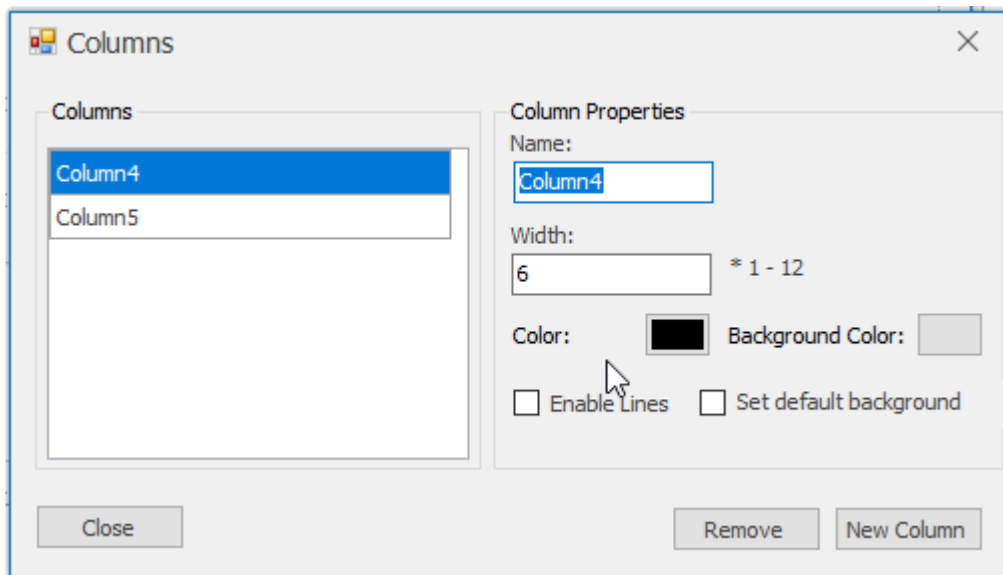 Columns
Columns
Column4
Column5
Column Properties
Name:
Column4
Width:
6 * 1 - 12
Color: Background Color:
Enable Lines Set default background
Close Remove New Column